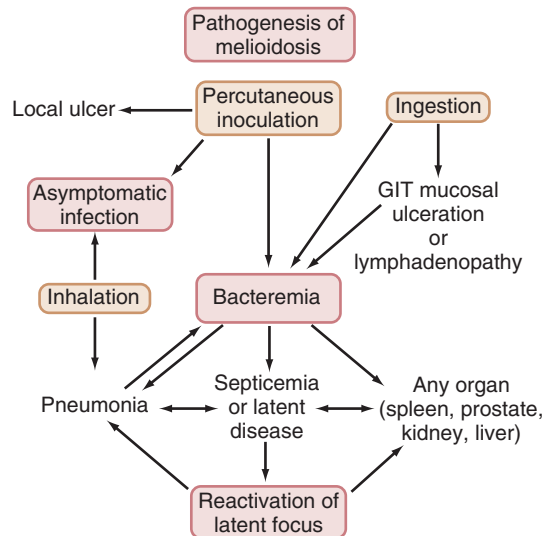 Pathogenesis of
melioidosis
Local ulcer
Percutaneous
inoculation
Ingestion
Asymptomatic
infection
GIT mucosal
ulceration
or
lymphadenopathy
Inhalation
Bacteremia
Pneumonia
Septicemia
or latent
disease
Any organ
(spleen, prostate,
kidney, liver)
Reactivation of
latent focus